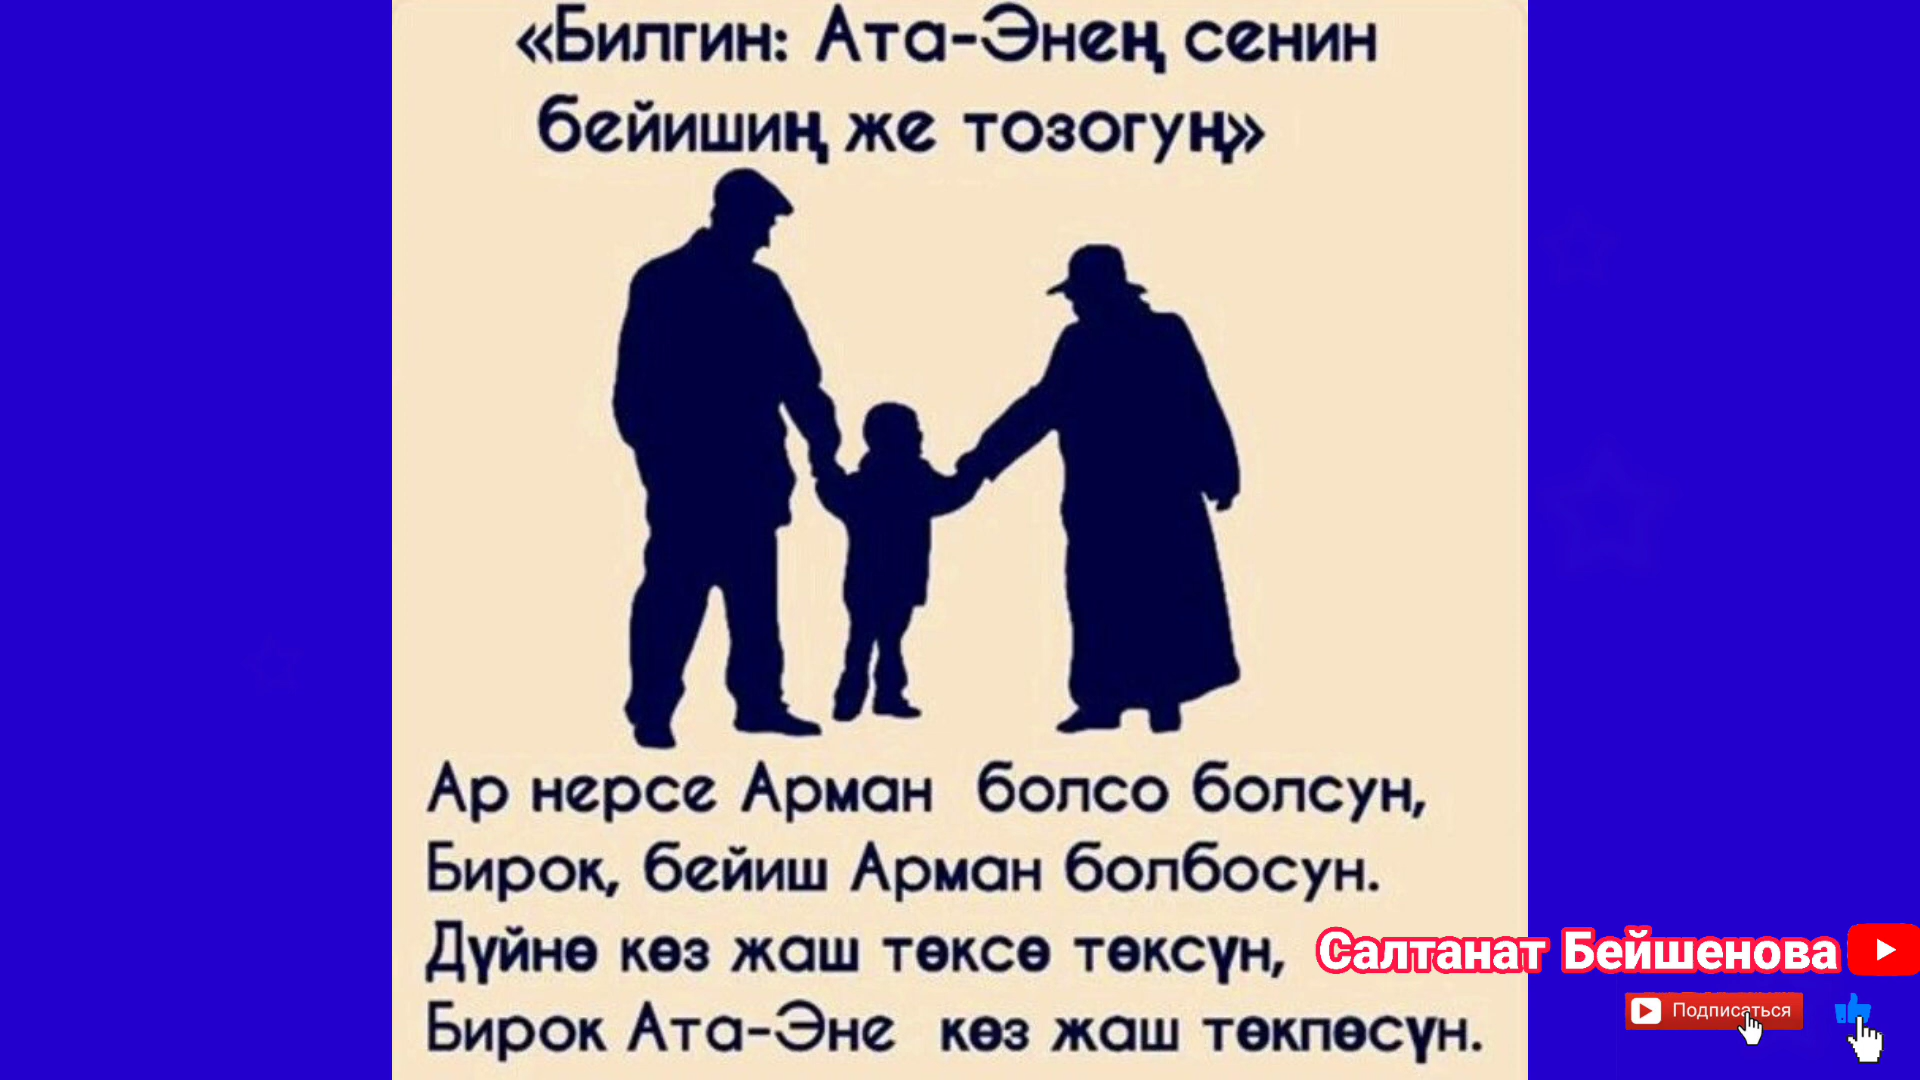 «Билгин: Ата-Энең сенин
бейишиң же тозогуң»
Ар нерсе Арман болсо болсун,
Бирок, бейиш Арман болбосун.
Дүйнө көз жаш төксө төксүн,
Бирок Ата-Эне көз жаш төкпөсүн.
Салтанат Бейшенова
Подписаться